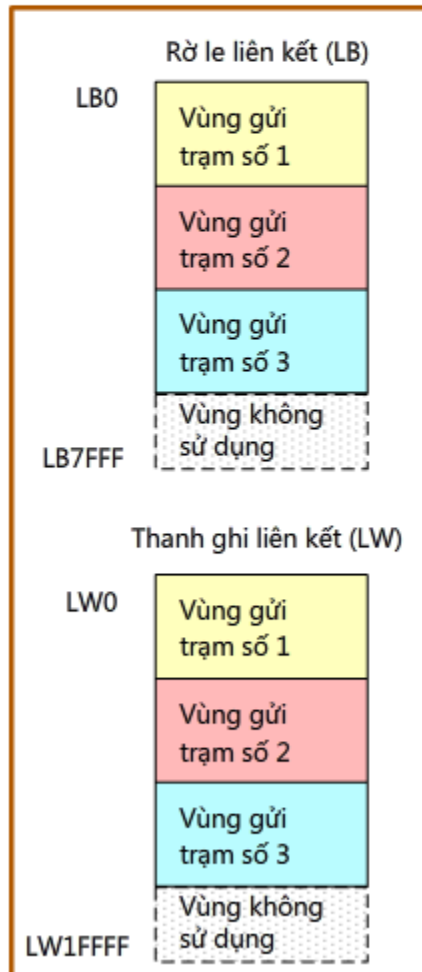 Rờ le liên kết (LB)
LB0
Vùng gửi
trạm số 1
Vùng gửi
trạm số 2
Vùng gửi
trạm số 3
Vùng không
sử dụng
LB7FFF
Thanh ghi liên kết (LW)
LW0
Vùng gửi
trạm số 1
Vùng gửi
trạm số 2
Vùng gửi
trạm số 3
Vùng không
sử dụng
LW1FFFF